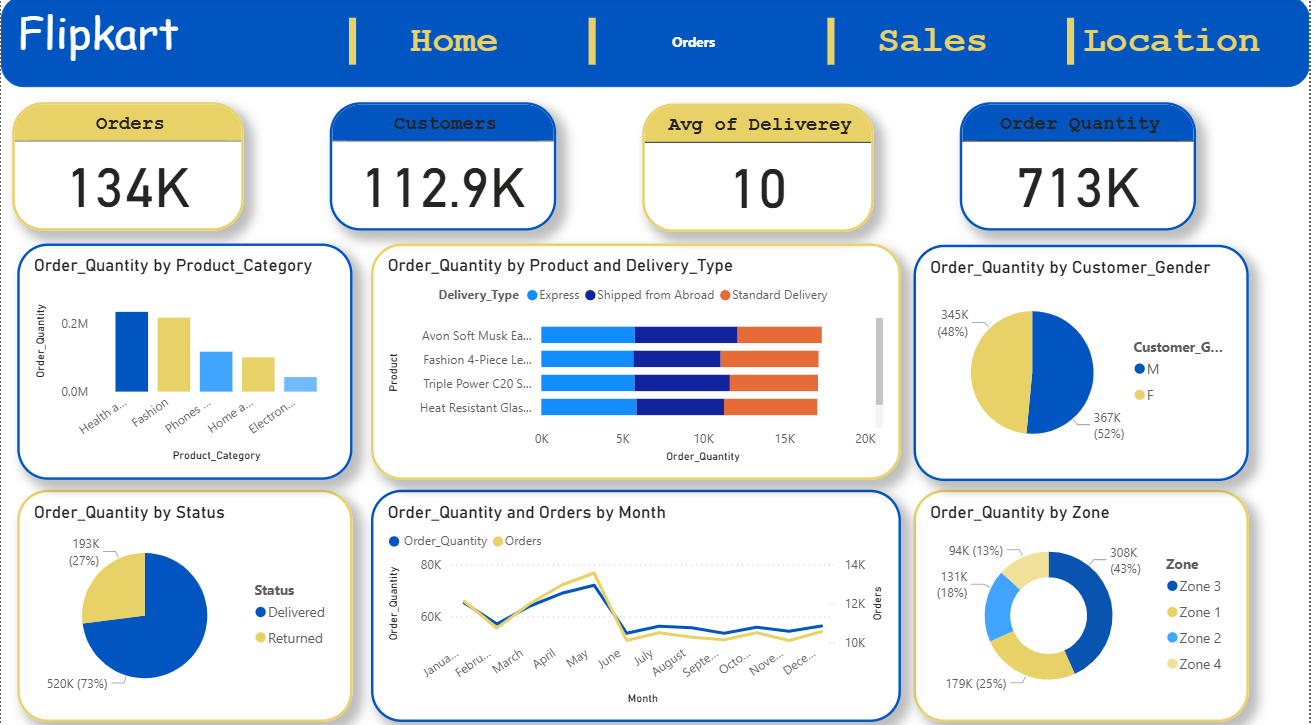 Flipkart
Home
Orders
Sales
Location
Orders
134K
Customers
112.9K
Avg of Deliverey
10
Order Quantity
713K
Order_Quantity by Product_Category
Order_Quantity
0.2M
0.0M
Health a...
Fashion
Phones ...
Home a...
Electron...
Product_Category
Order_Quantity by Product and Delivery_Type
Delivery_Type Express Shipped from Abroad Standard Delivery
Product
Avon Soft Musk Ea...
Fashion 4-Piece Le...
Triple Power C20 S...
Heat Resistant Glas...
0K 5K 10K 15K 20K
Order_Quantity
Order_Quantity by Customer_Gender
345K
(48%)
367K
(52%)
Customer_G...
M
F
Order_Quantity by Status
193K
(27%)
520K (73%)
Status
Delivered
Returned
Order_Quantity and Orders by Month
Order_Quantity Orders
Order_Quantity
80K
60K
14K
12K
10K
Orders
Janua...
Febru...
March
April
May
June
July
August
Septe...
Octo...
Nove...
Dece...
Month
Order_Quantity by Zone
94K (13%)
131K
(18%)
308K
(43%)
179K (25%)
Zone
Zone 3
Zone 1
Zone 2
Zone 4